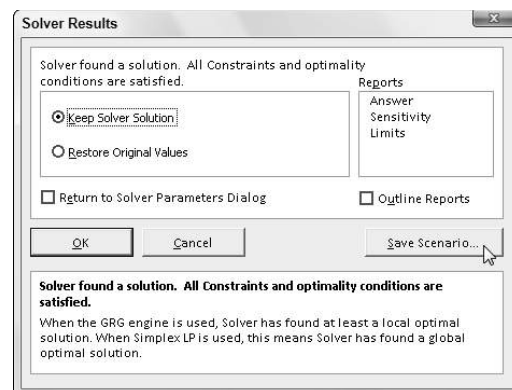 Solver Results
Solver found a solution. All Constraints and optimality
conditions are satisfied.
Reports
Answer
Sensitivity
Limits
Keep Solver Solution
Restore Original Values
Return to Solver Parameters Dialog
Outline Reports
OK
Cancel
Save Scenario...
Solver found a solution. All Constraints and optimality conditions are
satisfied.
When the GRG engine is used, Solver has found at least a local optimal
solution. When Simplex LP is used, this means Solver has found a global
optimal solution.